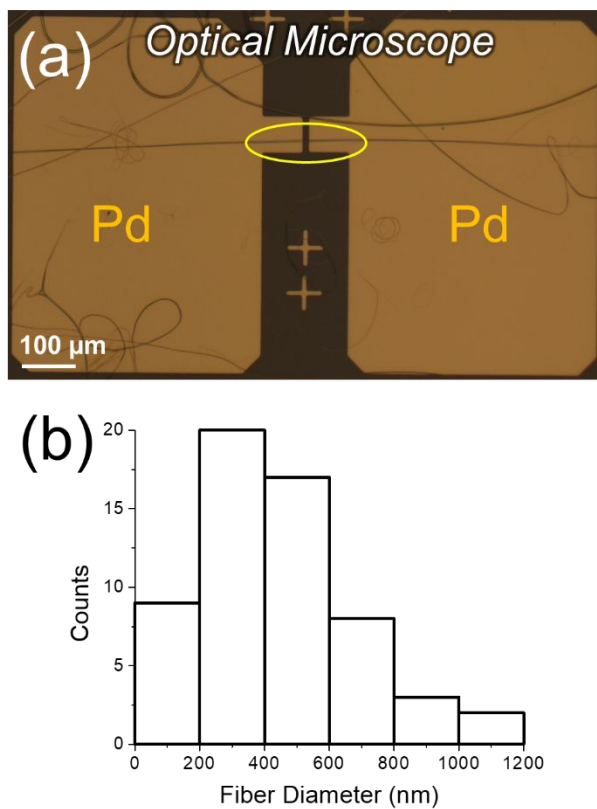 (a) Optical Microscope
Pd Pd
100 µm
(b)
20
15
10
5
0
Counts
0 200 400 600 800 1000 1200
Fiber Diameter (nm)